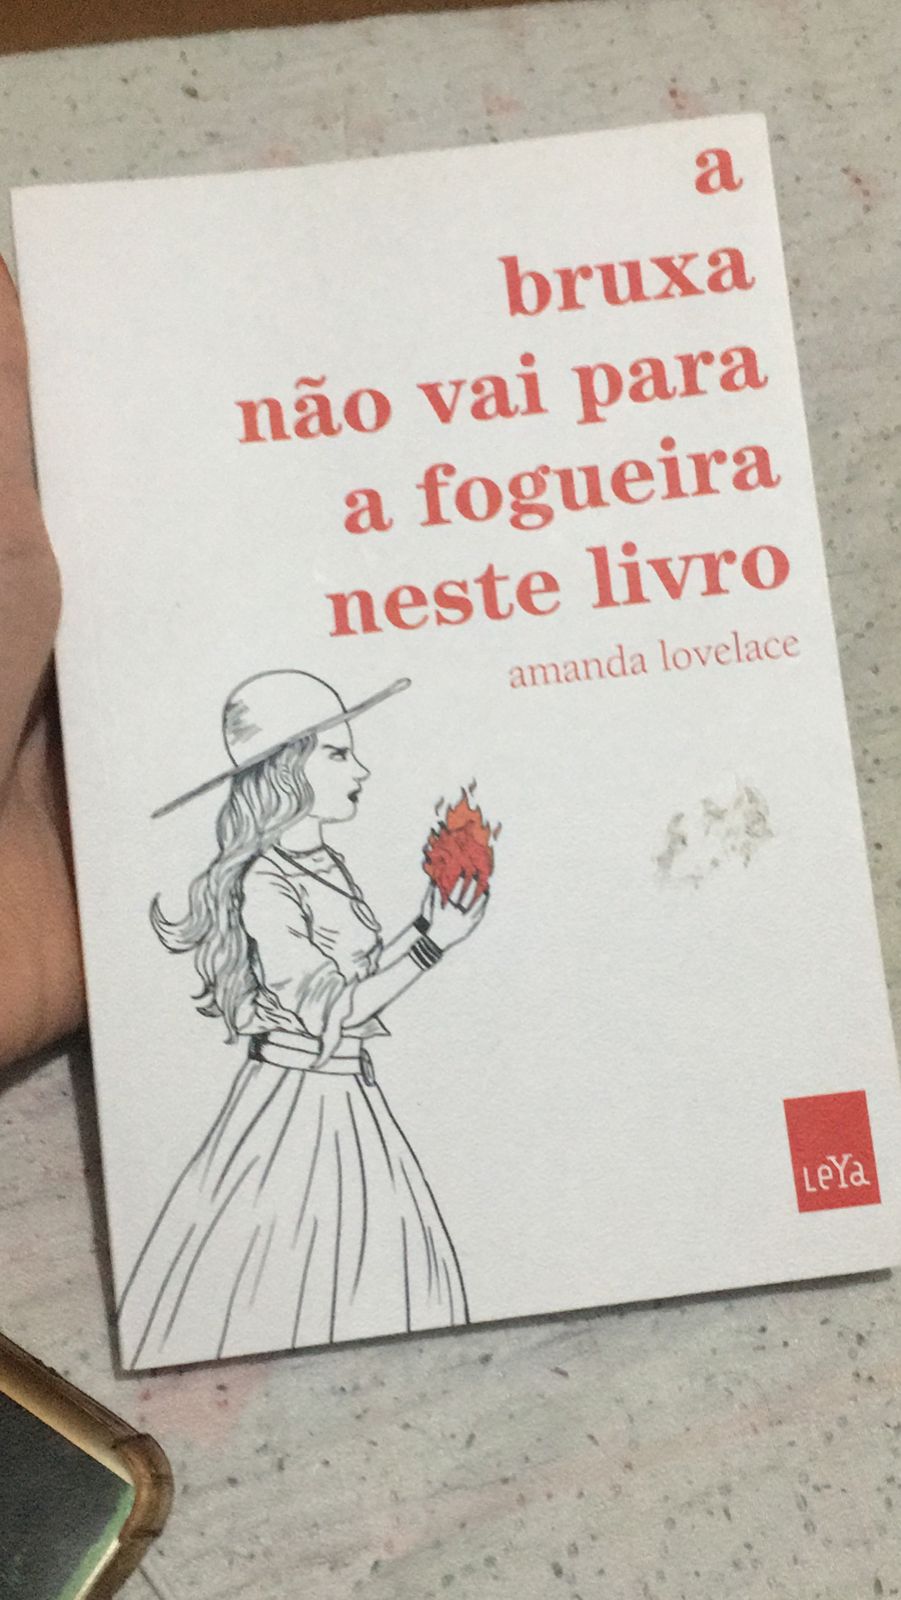 a
bruxa
não vai para
a fogueira
neste livro
amanda lovelace
LeYa